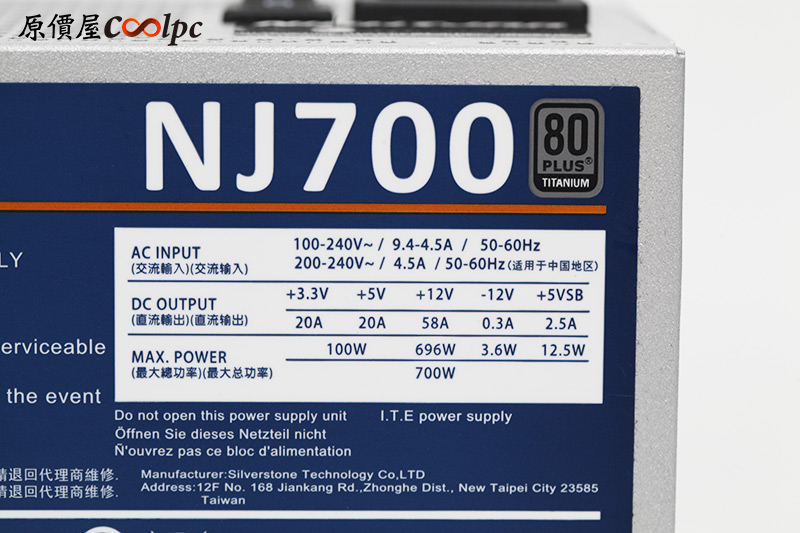 原價屋Coolpc
NJ700
80
PLUS®
TITANIUM
LY
AC INPUT 100-240V~ / 9.4-4.5A / 50-60Hz
(交流輸入)(交流输入) 200-240V~ / 4.5A / 50-60Hz(适用于中国地区)
DC OUTPUT +3.3V +5V +12V -12V +5VSB
(直流輸出)(直流输出) 20A 20A 58A 0.3A 2.5A
erviceable
MAX. POWER 100W 696W 3.6W 12.5W
(最大總功率)(最大总功率) 700W
the event
Do not open this power supply unit I.T.E power supply
Öffnen Sie dieses Netzteil nicht
Ñ'ouvrez pas ce bloc d'alimentation
請退回代理商維修. Manufacturer:Silverstone Technology Co,LTD
請退回代理商維修. Address:12F No. 168 Jiankang Rd.,Zhonghe Dist., New Taipei City 23585
Taiwan